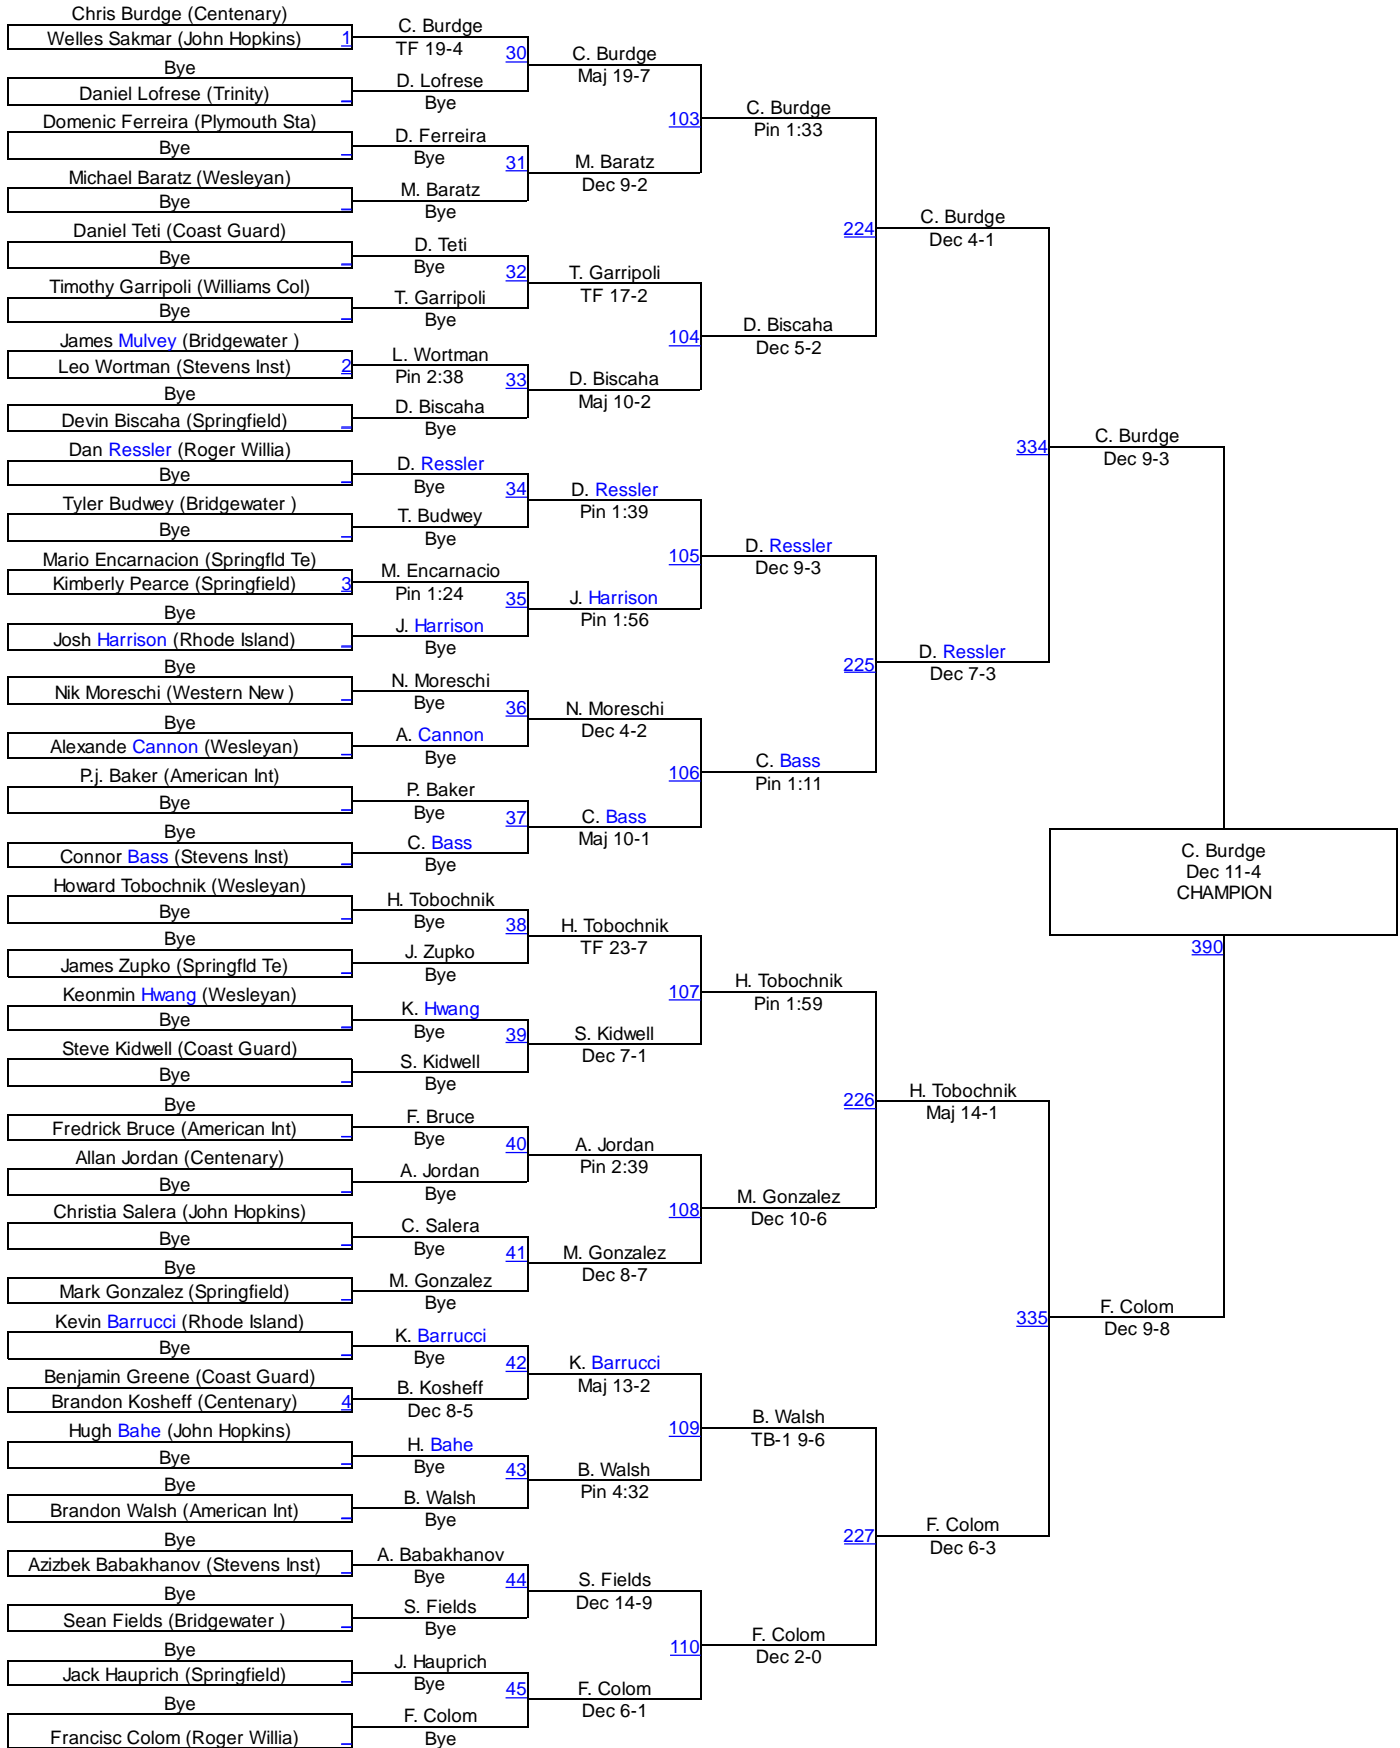 Chris Burdge (Centenary)
Welles Sakmar (John Hopkins) 1
Bye
Daniel Lofrese (Trinity)
Domenic Ferreira (Plymouth Sta)
Bye
Michael Baratz (Wesleyan)
Bye
Daniel Teti (Coast Guard)
Bye
Timothy Garripoli (Williams Col)
Bye
James Mulvey (Bridgewater )
Leo Wortman (Stevens Inst) 2
Bye
Devin Biscaha (Springfield)
Dan Ressler (Roger Willia)
Bye
Tyler Budwey (Bridgewater )
Bye
Mario Encarnacion (Springfld Te)
Kimberly Pearce (Springfield) 3
Bye
Josh Harrison (Rhode Island)
Bye
Nik Moreschi (Western New )
Bye
Alexande Cannon (Wesleyan)
P.j. Baker (American Int)
Bye
Bye
Connor Bass (Stevens Inst)
Howard Tobochnik (Wesleyan)
Bye
Bye
James Zupko (Springfld Te)
Keonmin Hwang (Wesleyan)
Bye
Steve Kidwell (Coast Guard)
Bye
Bye
Fredrick Bruce (American Int)
Allan Jordan (Centenary)
Bye
Christia Salera (John Hopkins)
Bye
Bye
Mark Gonzalez (Springfield)
Kevin Barrucci (Rhode Island)
Bye
Benjamin Greene (Coast Guard)
Brandon Kosheff (Centenary) 4
Hugh Bahe (John Hopkins)
Bye
Bye
Brandon Walsh (American Int)
Bye
Azizbek Babakhanov (Stevens Inst)
Bye
Sean Fields (Bridgewater )
Bye
Jack Hauprich (Springfield)
Bye
Francisc Colom (Roger Willia)
C. Burdge
TF 19-4
30
D. Lofrese
Bye
D. Ferreira
Bye
31
M. Baratz
Bye
D. Teti
Bye
32
T. Garripoli
Bye
L. Wortman
Pin 2:38
33
D. Biscaha
Bye
D. Ressler
Bye
34
T. Budwey
Bye
M. Encarnacio
Pin 1:24
35
J. Harrison
Bye
N. Moreschi
Bye
36
A. Cannon
Bye
P. Baker
Bye
37
C. Bass
Bye
H. Tobochnik
Bye
38
J. Zupko
Bye
K. Hwang
Bye
39
S. Kidwell
Bye
F. Bruce
Bye
40
A. Jordan
Bye
C. Salera
Bye
41
M. Gonzalez
Bye
K. Barrucci
Bye
42
B. Kosheff
Dec 8-5
H. Bahe
Bye
43
B. Walsh
Bye
A. Babakhanov
Bye
44
S. Fields
Bye
J. Hauprich
Bye
45
F. Colom
Bye
C. Burdge
Maj 19-7
103
M. Baratz
Dec 9-2
T. Garripoli
TF 17-2
104
D. Biscaha
Maj 10-2
D. Ressler
Pin 1:39
105
J. Harrison
Pin 1:56
N. Moreschi
Dec 4-2
106
C. Bass
Maj 10-1
H. Tobochnik
TF 23-7
107
S. Kidwell
Dec 7-1
A. Jordan
Pin 2:39
108
M. Gonzalez
Dec 8-7
K. Barrucci
Maj 13-2
109
B. Walsh
Pin 4:32
S. Fields
Dec 14-9
110
F. Colom
Dec 6-1
C. Burdge
Pin 1:33
224
D. Biscaha
Dec 5-2
D. Ressler
Dec 9-3
225
C. Bass
Pin 1:11
H. Tobochnik
Pin 1:59
226
M. Gonzalez
Dec 10-6
B. Walsh
TB-1 9-6
227
F. Colom
Dec 2-0
C. Burdge
Dec 4-1
334
D. Ressler
Dec 7-3
H. Tobochnik
Maj 14-1
335
F. Colom
Dec 6-3
C. Burdge
Dec 9-3
F. Colom
Dec 9-8
C. Burdge
Dec 11-4
CHAMPION
390